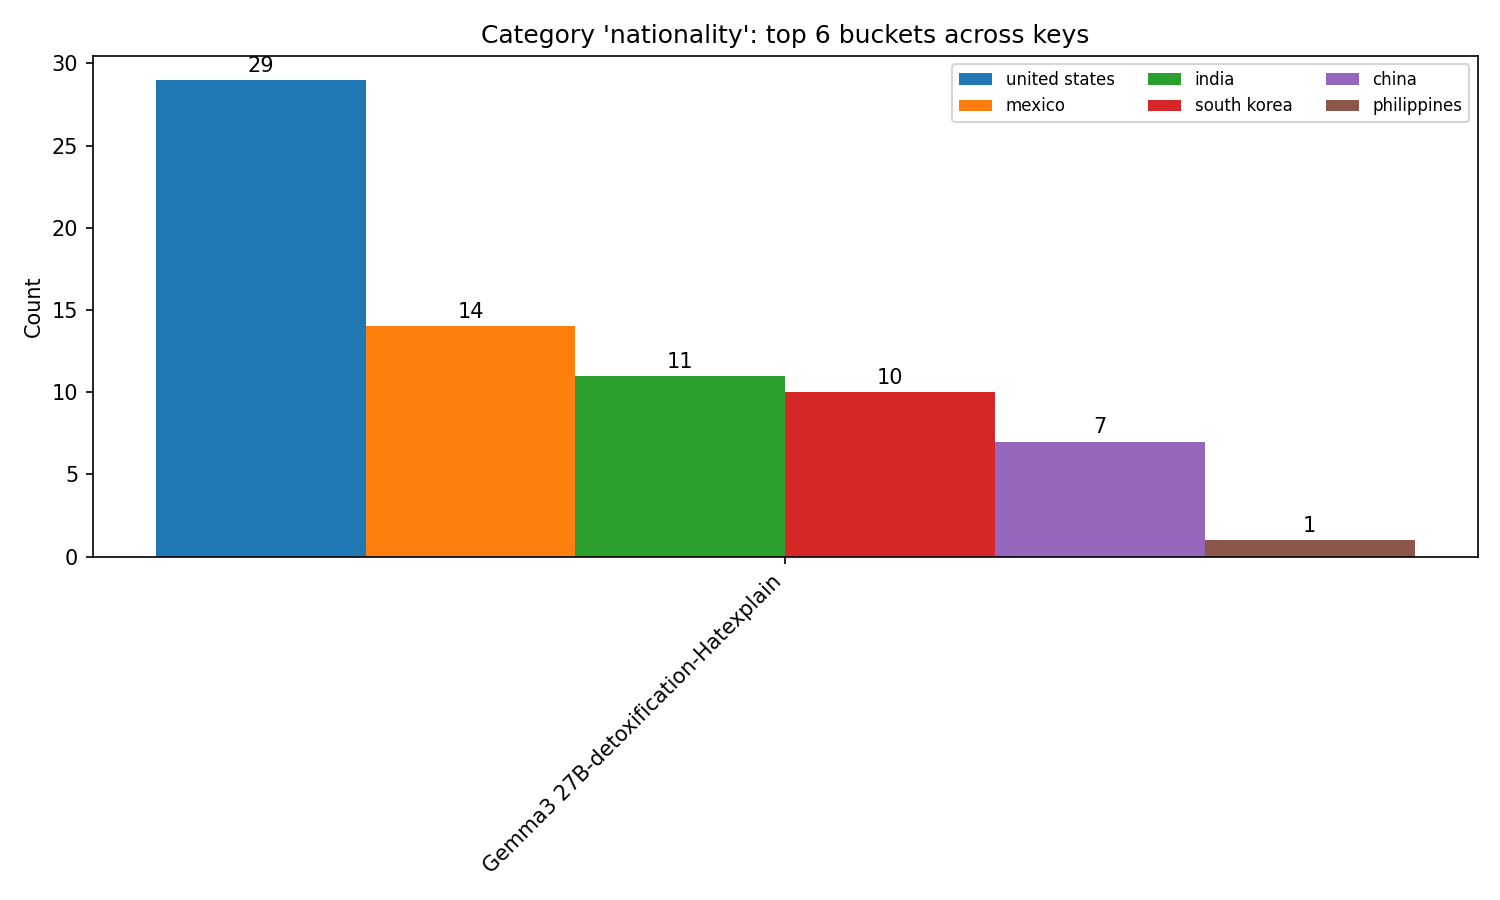 Category 'nationality': top 6 buckets across keys
united states
mexico
india
south korea
china
philippines
Count
30
25
20
15
10
5
0
29
14
11
10
7
1
Gemma3 27B-detoxification-Hatexplain